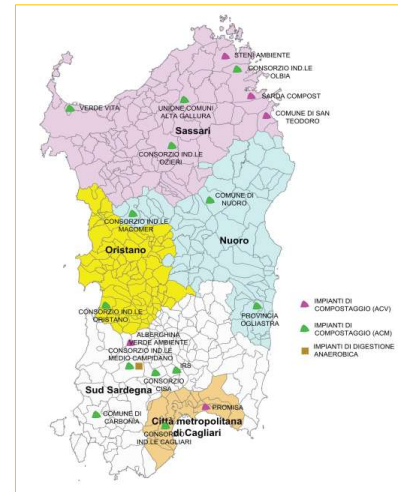 STENI AMBIENTE
CONSORZIO IND.LE
OLBIA
VERDE VITA
UNIONE COMUNI
ALTA GALLURA
SARDA COMPOST
COMUNE DI SAN
TEODORO
Sassari
CONSORZIO IND.LE
OZIERI
COMUNE DI
NUORO
CONSORZIO IND.LE
MACOMER
Oristano
Nuoro
CONSORZIO IND.LE
ORISTANO
PROVINCIA
OGLIASTRA
IMPIANTI DI
COMPOSTAGGIO (ACV)
IMPIANTI DI
COMPOSTAGGIO (ACM)
IMPIANTI DI DIGESTIONE
ANAEROBICA
ALBERGHINA
VERDE AMBIENTE
CONSORZIO IND.LE
MEDIO CAMPIDANO
IRS
CONSORZIO
CISA
Sud Sardegna
COMUNE DI
CARBONIA
PROMISA
Città metropolitana
di Cagliari
CONSORZIO
IND.LE CAGLIARI